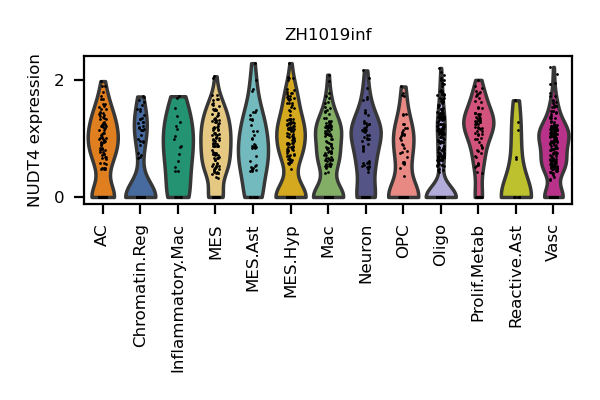 ZH1019inf
NUDT4 expression
2
0
AC
Chromatin.Reg
Inflammatory.Mac
MES
MES.Ast
MES.Hyp
Mac
Neuron
OPC
Oligo
Prolif.Metab
Reactive.Ast
Vasc